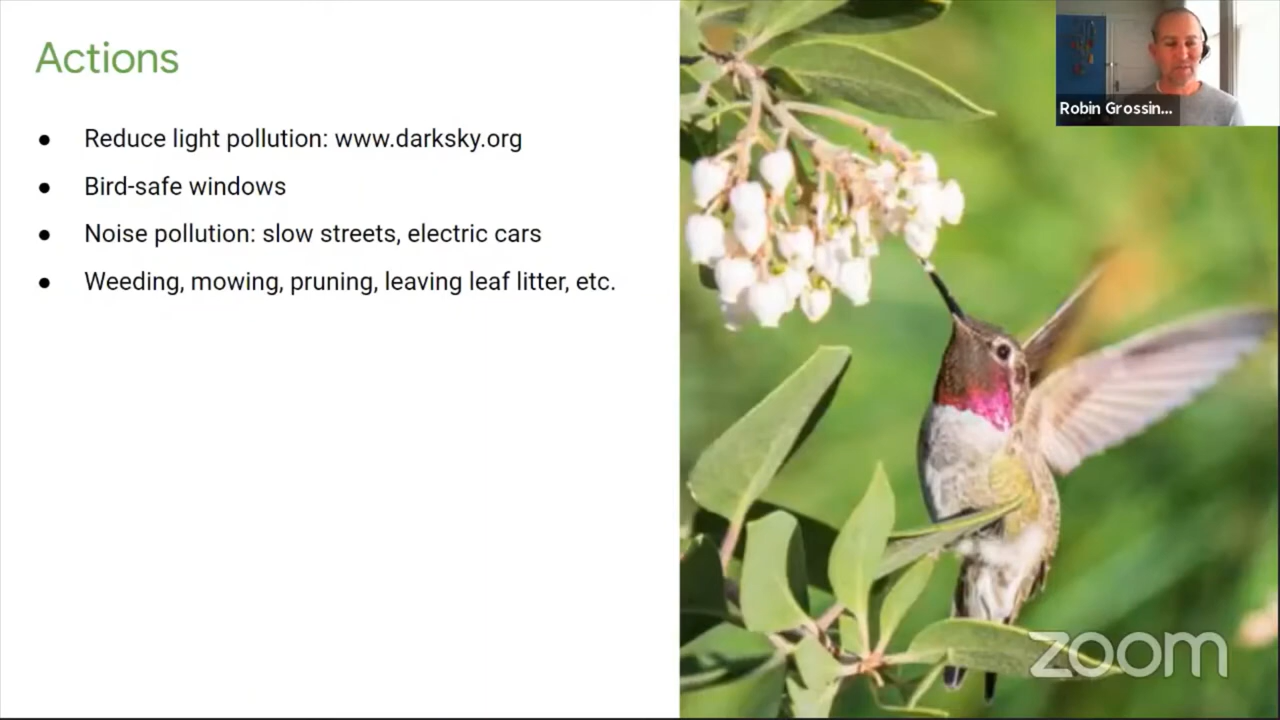 Actions
● Reduce light pollution: www.darksky.org
● Bird-safe windows
● Noise pollution: slow streets, electric cars
● Weeding, mowing, pruning, leaving leaf litter, etc.
Robin Grossin...
zoom